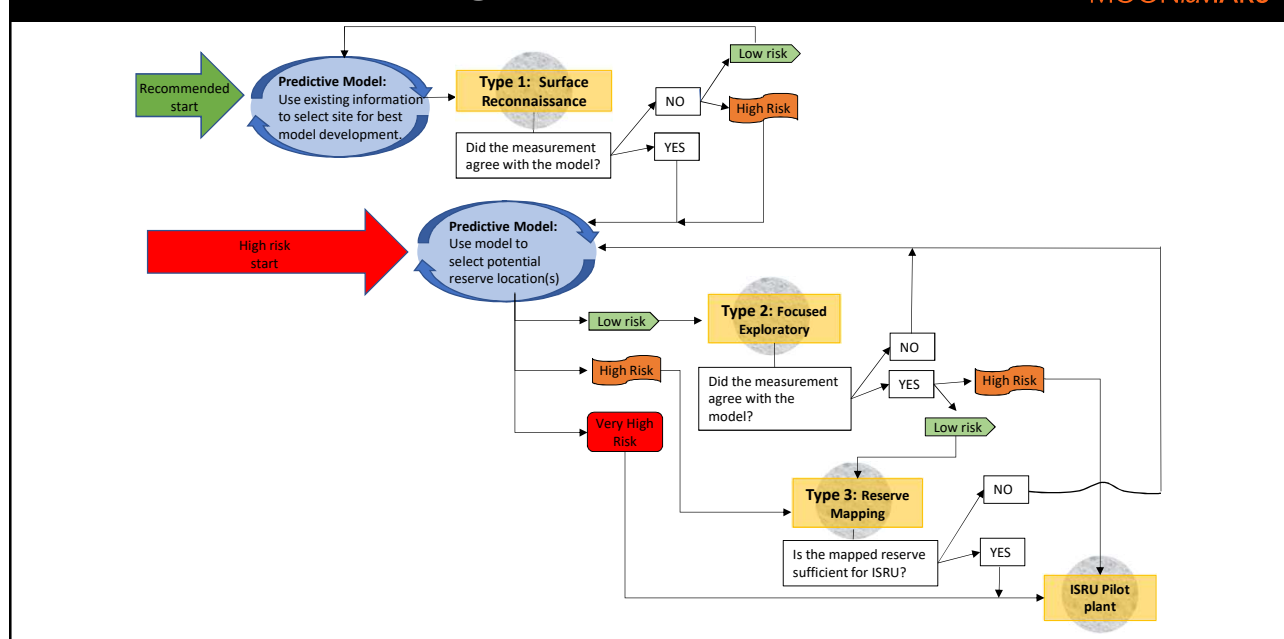 Low risk
Recommended
start
Predictive Model:
Use existing information
to select site for best
model development.
Type 1: Surface
Reconnaissance
NO
High Risk
Did the measurement
agree with the model?
YES
High risk
start
Predictive Model:
Use model to
select potential
reserve location(s)
Low risk
Type 2: Focused
Exploratory
NO
High Risk
Did the measurement
agree with the
model?
YES
High Risk
Very High
Risk
Low risk
Type 3: Reserve
Mapping
NO
Is the mapped reserve
sufficient for ISRU?
YES
ISRU Pilot
plant